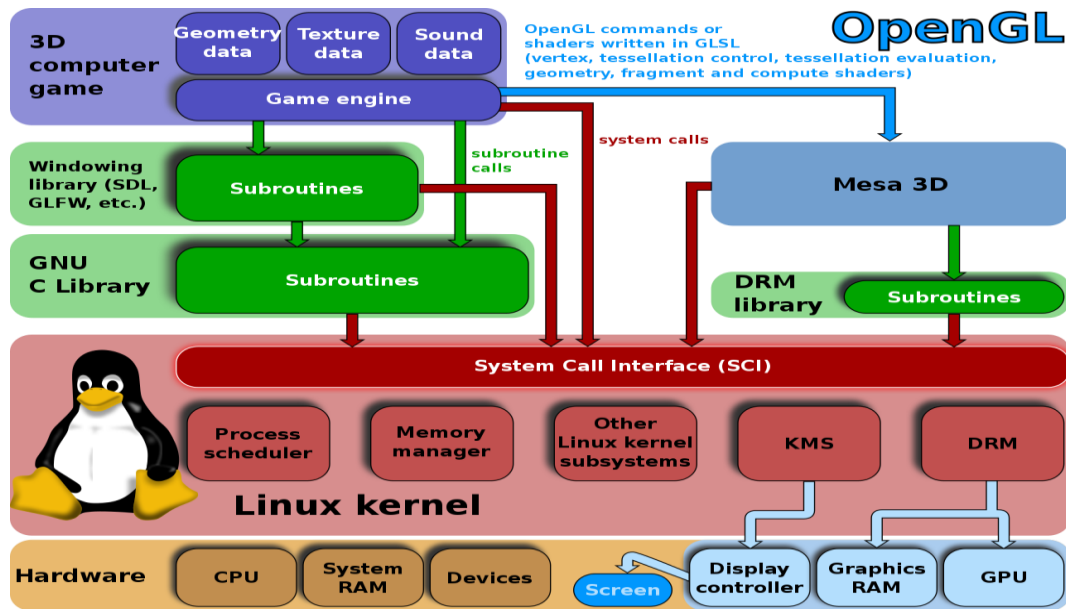 3D
computer
game
Geometry
data
Texture
data
Sound
data
Game engine
OpenGL commands or
shaders written in GLSL
(vertex, tessellation control, tessellation evaluation,
geometry, fragment and compute shaders)
OpenGL
system calls
subroutine
calls
Windowing
library (SDL,
GLFW, etc.)
Subroutines
Mesa 3D
GNU
C Library
Subroutines
DRM
library
Subroutines
System Call Interface (SCI)
Process
scheduler
Memory
manager
Other
Linux kernel
subsystems
KMS
DRM
Linux kernel
Hardware
CPU
System
RAM
Devices
Screen
Display
controller
Graphics
RAM
GPU